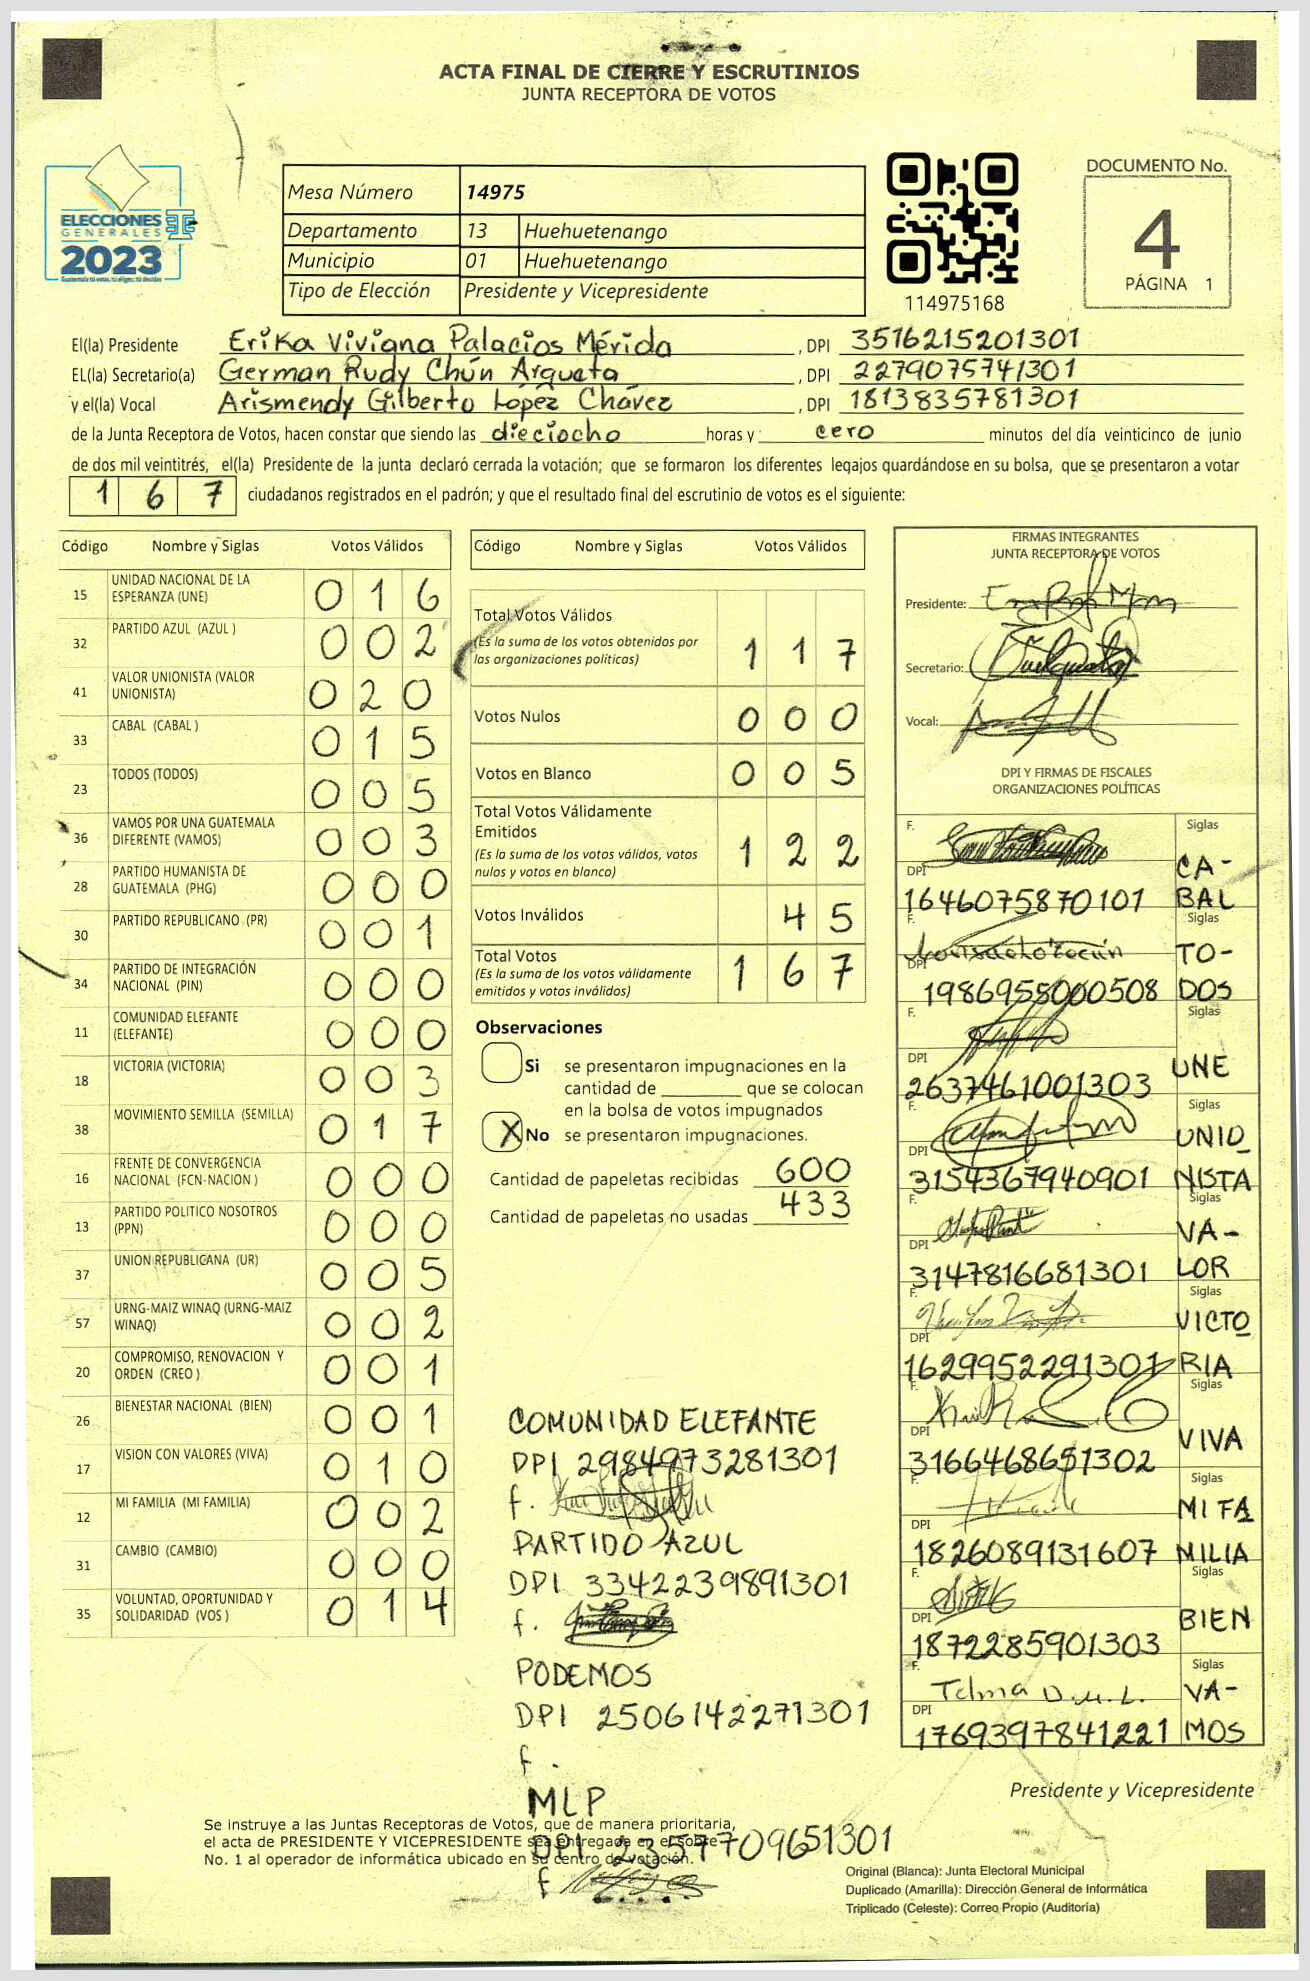 ACTA FINAL DE CIERRE Y ESCRUTINIOS
JUNTA RECEPTORA DE VOTOS
ELECCIONES
GENERALES
2023
Mesa Número 14975
Departamento 13 Huehuetenango
Municipio 01 Huehuetenango
Tipo de Elección Presidente y Vicepresidente
114975168
DOCUMENTO No.
4
PÁGINA 1
El(la) Presidente Erika Viviana Palacios Mérida , DPI 3516215201301
EL(la) Secretario(a) German Rudy Chún Argueta , DPI 2279075741301
y el(la) Vocal Arismendy Gilberto López Chávez , DPI 1813835781301
de la Junta Receptora de Votos, hacen constar que siendo las dieciocho horas y cero minutos del día veinticinco de junio
de dos mil veintitrés, el(la) Presidente de la junta declaró cerrada la votación; que se formaron los diferentes legajos guardándose en su bolsa, que se presentaron a votar
1 6 7 ciudadanos registrados en el padrón; y que el resultado final del escrutinio de votos es el siguiente:
Código Nombre y Siglas Votos Válidos
15 UNIDAD NACIONAL DE LA ESPERANZA (UNE) 0 1 6
32 PARTIDO AZUL (AZUL ) 0 0 2
41 VALOR UNIONISTA (VALOR UNIONISTA) 0 2 0
33 CABAL (CABAL ) 0 1 5
23 TODOS (TODOS) 0 0 5
36 VAMOS POR UNA GUATEMALA DIFERENTE (VAMOS) 0 0 3
28 PARTIDO HUMANISTA DE GUATEMALA (PHG) 0 0 0
30 PARTIDO REPUBLICANO (PR) 0 0 1
34 PARTIDO DE INTEGRACIÓN NACIONAL (PIN) 0 0 0
11 COMUNIDAD ELEFANTE (ELEFANTE) 0 0 0
18 VICTORIA (VICTORIA) 0 0 3
38 MOVIMIENTO SEMILLA (SEMILLA) 0 1 7
16 FRENTE DE CONVERGENCIA NACIONAL (FCN-NACION ) 0 0 0
13 PARTIDO POLITICO NOSOTROS (PPN) 0 0 0
37 UNION REPUBLICANA (UR) 0 0 5
57 URNG-MAIZ WINAQ (URNG-MAIZ WINAQ) 0 0 2
20 COMPROMISO, RENOVACION Y ORDEN (CREO ) 0 0 1
26 BIENESTAR NACIONAL (BIEN) 0 0 1
17 VISION CON VALORES (VIVA) 0 1 0
12 MI FAMILIA (MI FAMILIA) 0 0 2
31 CAMBIO (CAMBIO) 0 0 0
35 VOLUNTAD, OPORTUNIDAD Y SOLIDARIDAD (VOS ) 0 1 4
Código Nombre y Siglas Votos Válidos
Total Votos Válidos
(Es la suma de los votos obtenidos por
las organizaciones políticas) 1 1 7
Votos Nulos 0 0 0
Votos en Blanco 0 0 5
Total Votos Válidamente
Emitidos
(Es la suma de los votos válidos, votos
nulos y votos en blanco) 1 2 2
Votos Inválidos 4 5
Total Votos
(Es la suma de los votos válidamente
emitidos y votos inválidos) 1 6 7
Observaciones
Si se presentaron impugnaciones en la
cantidad de ________ que se colocan
en la bolsa de votos impugnados
X No se presentaron impugnaciones.
Cantidad de papeletas recibidas 600
Cantidad de papeletas no usadas 433
COMUNIDAD ELEFANTE
DPI 2984973281301
f.
PARTIDO AZUL
DPI 3342239891301
f.
PODEMOS
DPI 2506142271301
f.
MLP
DPI 2357709651301
f
FIRMAS INTEGRANTES
JUNTA RECEPTORA DE VOTOS
Presidente:
Secretario:
Vocal:
DPI Y FIRMAS DE FISCALES
ORGANIZACIONES POLÍTICAS
F. Siglas
DPI CA-
1646075870101 BAL
F. Siglas
DPI TO-
1986955000508 DOS
F. Siglas
DPI UNE
2637461001303
F. Siglas
DPI UNIO
3154367940901 NISTA
F. Siglas
DPI VA-
3147816681301 LOR
F. Siglas
DPI VICTO
1629952291301 RIA
F. Siglas
DPI VIVA
3166468651302
F. Siglas
DPI MI FA
1826089131607 MILIA
F. Siglas
DPI BIEN
1872285901303
F. Telma D.M.L. Siglas
DPI VA-
1769397841221 MOS
Presidente y Vicepresidente
Se instruye a las Juntas Receptoras de Votos, que de manera prioritaria,
el acta de PRESIDENTE Y VICEPRESIDENTE sea entregada en el sobre
No. 1 al operador de informática ubicado en su centro de votación.
Original (Blanca): Junta Electoral Municipal
Duplicado (Amarilla): Dirección General de Informática
Triplicado (Celeste): Correo Propio (Auditoría)